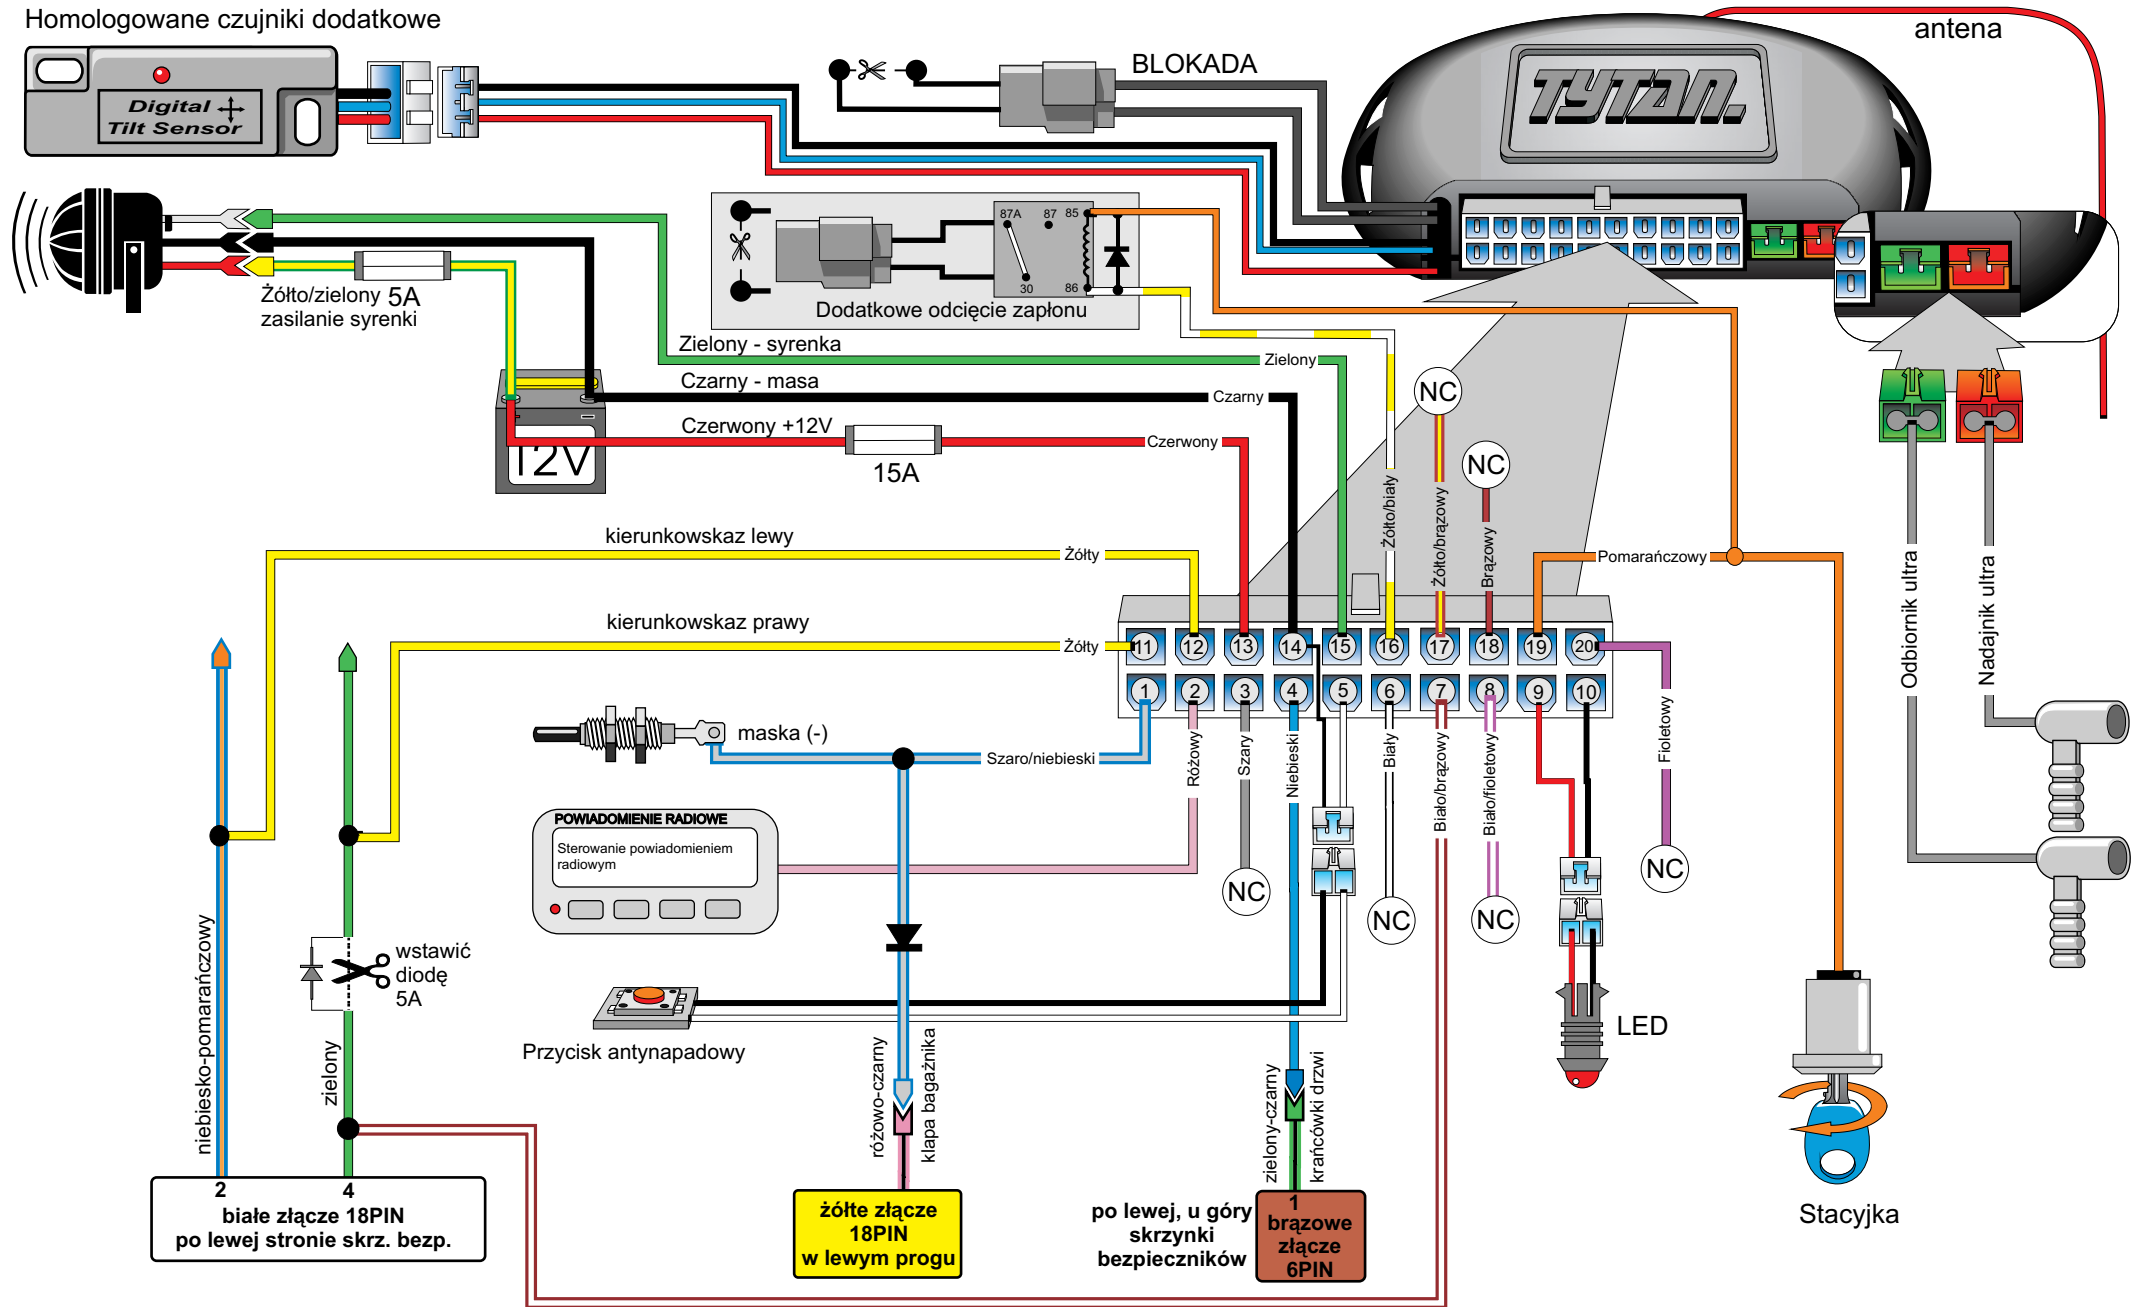 Homologowane czujniki dodatkowe
Digital
Tilt Sensor
BLOKADA
TYTAN.
antena
87A
87
85
30
86
Dodatkowe odcięcie zapłonu
Żółto/zielony 5A
zasilanie syrenki
Zielony - syrenka
Zielony
Czarny - masa
Czarny
Czerwony +12V
Czerwony
12V
15A
NC
NC
Żółto/biały
Żółto/brązowy
Brązowy
Pomarańczowy
kierunkowskaz lewy
Żółty
kierunkowskaz prawy
Żółty
Odbiornik ultra
Nadajnik ultra
11
12
13
14
15
16
17
18
19
20
1
2
3
4
5
6
7
8
9
10
maska (-)
Szaro/niebieski
Różowy
Szary
Niebieski
Biały
Biało/brązowy
Biało/fioletowy
Fioletowy
POWIADOMIENIE RADIOWE
Sterowanie powiadomieniem
radiowym
NC
NC
NC
NC
niebiesko-pomarańczowy
zielony
wstawić
diodę
5A
Przycisk antynapadowy
różowo-czarny
klapa bagażnika
zielony-czarny
krańcówki drzwi
LED
Stacyjka
2
4
białe złącze 18PIN
po lewej stronie skrz. bezp.
żółte złącze
18PIN
w lewym progu
po lewej, u góry
skrzynki
bezpieczników
1
brązowe
złącze
6PIN